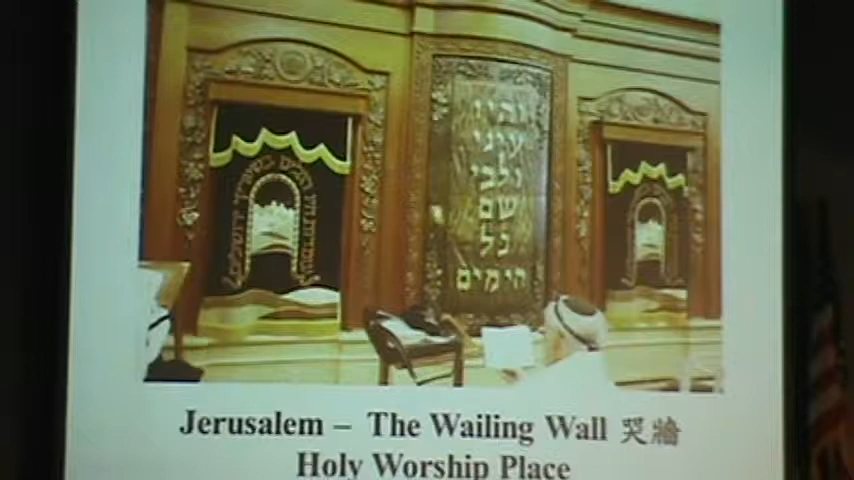 והיו
עיני
ולבי
שם
כל
הימים
Jerusalem – The Wailing Wall 哭牆
Holy Worship Place